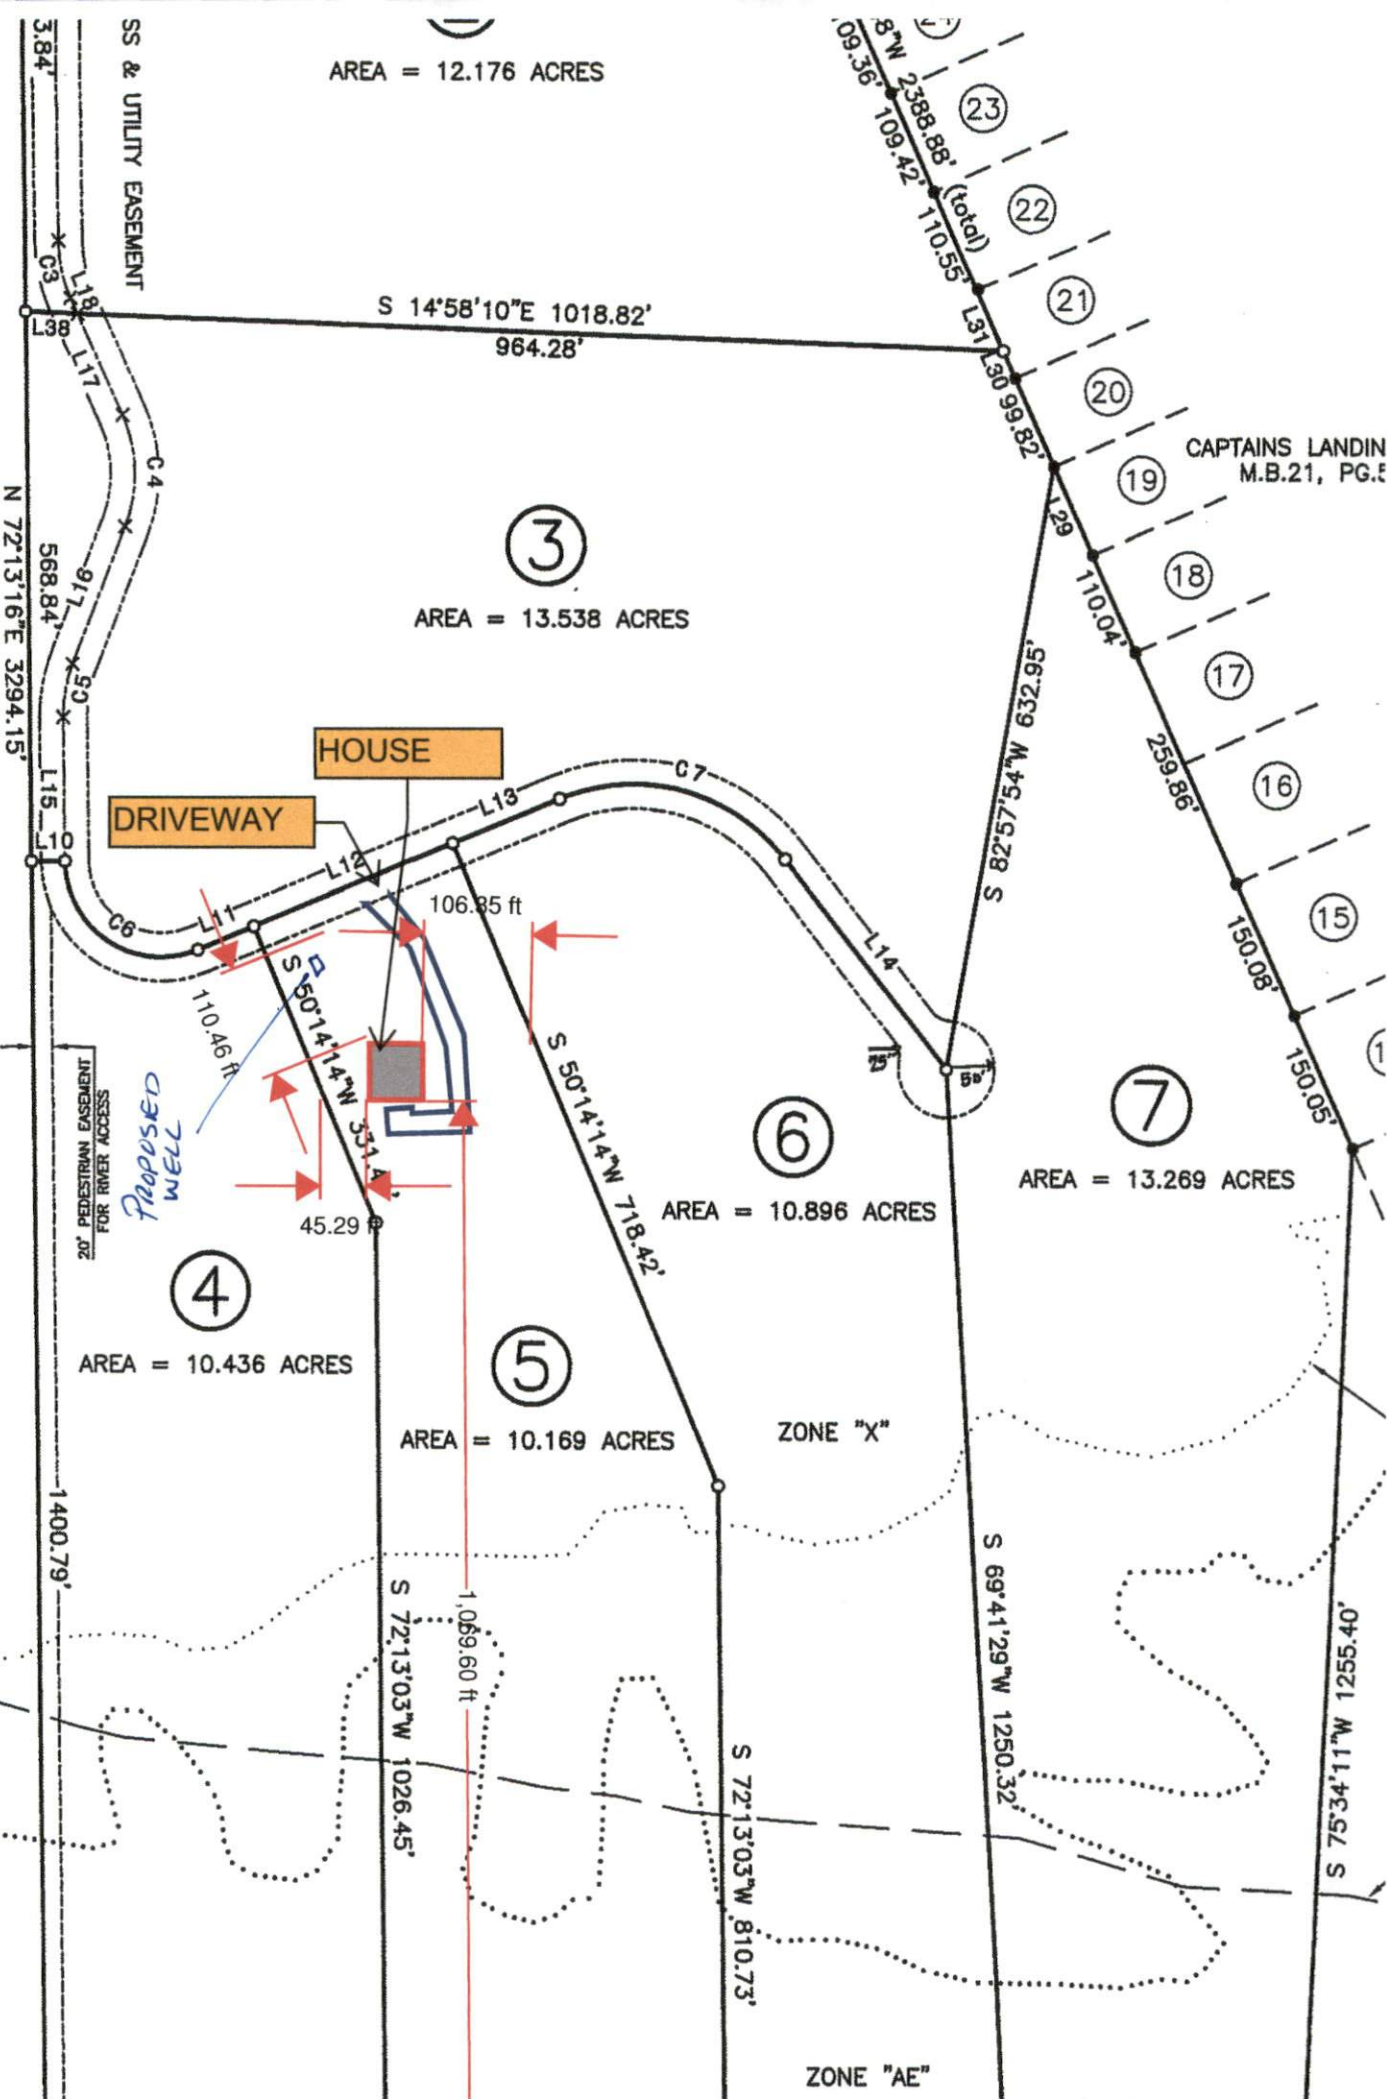 3.84'
SS & UTILITY EASEMENT
AREA = 12.176 ACRES
09.36'
8"W 2388.88'
(total)
109.42'
110.55'
23
22
21
20
19
18
17
16
15
L31
L30
99.82'
L29
110.04'
259.86'
150.08'
150.05'
CAPTAINS LANDIN
M.B.21, PG.
C3
L18
L38
L17
C4
S 14°58'10"E 1018.82'
964.28'
N 72°13'16"E 3294.15'
568.84'
L16
C5
L15
L10
3
AREA = 13.538 ACRES
S 82°57'54"W 632.95'
HOUSE
DRIVEWAY
C6
L11
L12
L13
C7
L14
106.35 ft
110.46 ft
S 50°14'14"W 331.4
S 50°14'14"W 718.42'
45.29 f
PROPOSED
WELL
20' PEDESTRIAN EASEMENT
FOR RIVER ACCESS
50'
4
AREA = 10.436 ACRES
5
AREA = 10.169 ACRES
6
AREA = 10.896 ACRES
7
AREA = 13.269 ACRES
ZONE "X"
1400.79'
S 72°13'03"W 1026.45'
1,069.60 ft
S 72°13'03"W 810.73'
S 69°41'29"W 1250.32'
S 75°34'11"W 1255.40'
ZONE "AE"